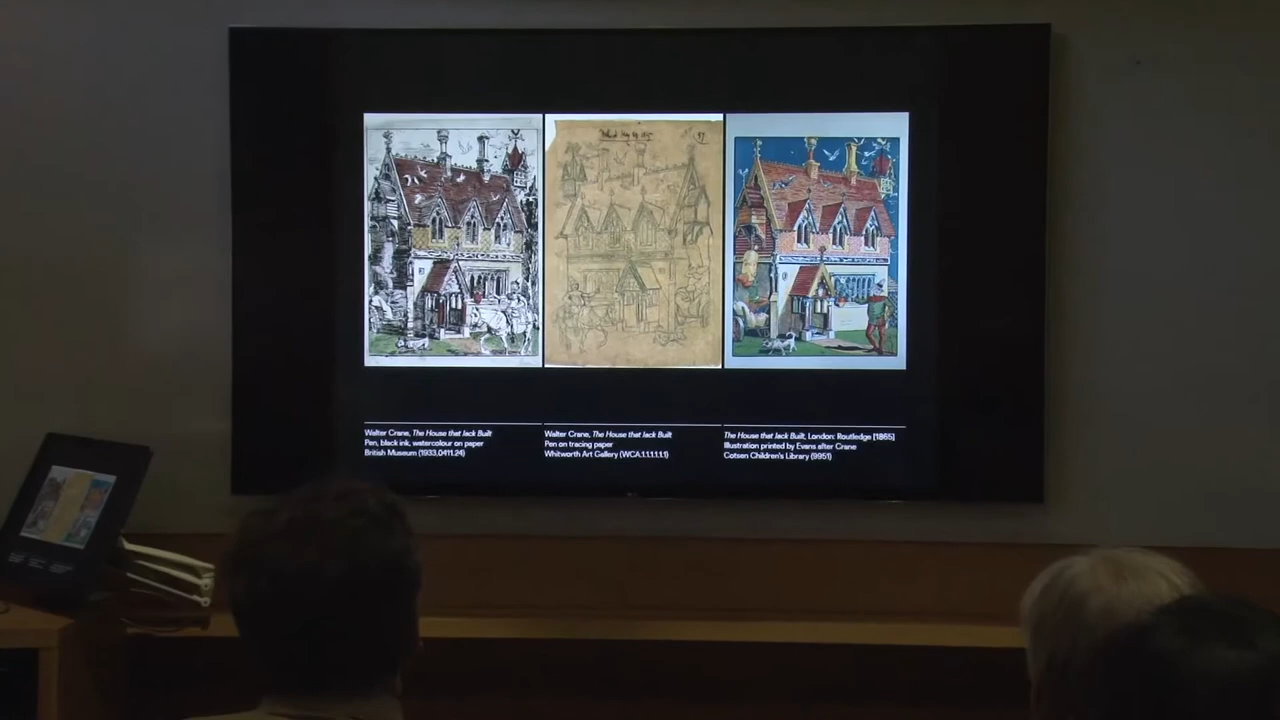 Walter Crane, The House that Jack Built
Pen, black ink, watercolour on paper
British Museum (1933,0411.24)
Walter Crane, The House that Jack Built
Pen on tracing paper
Whitworth Art Gallery (WCA.1.1.1.1.1.1)
The House that Jack Built, London: Routledge [1865]
Illustration printed by Evans after Crane
Cotsen Children's Library (9951)